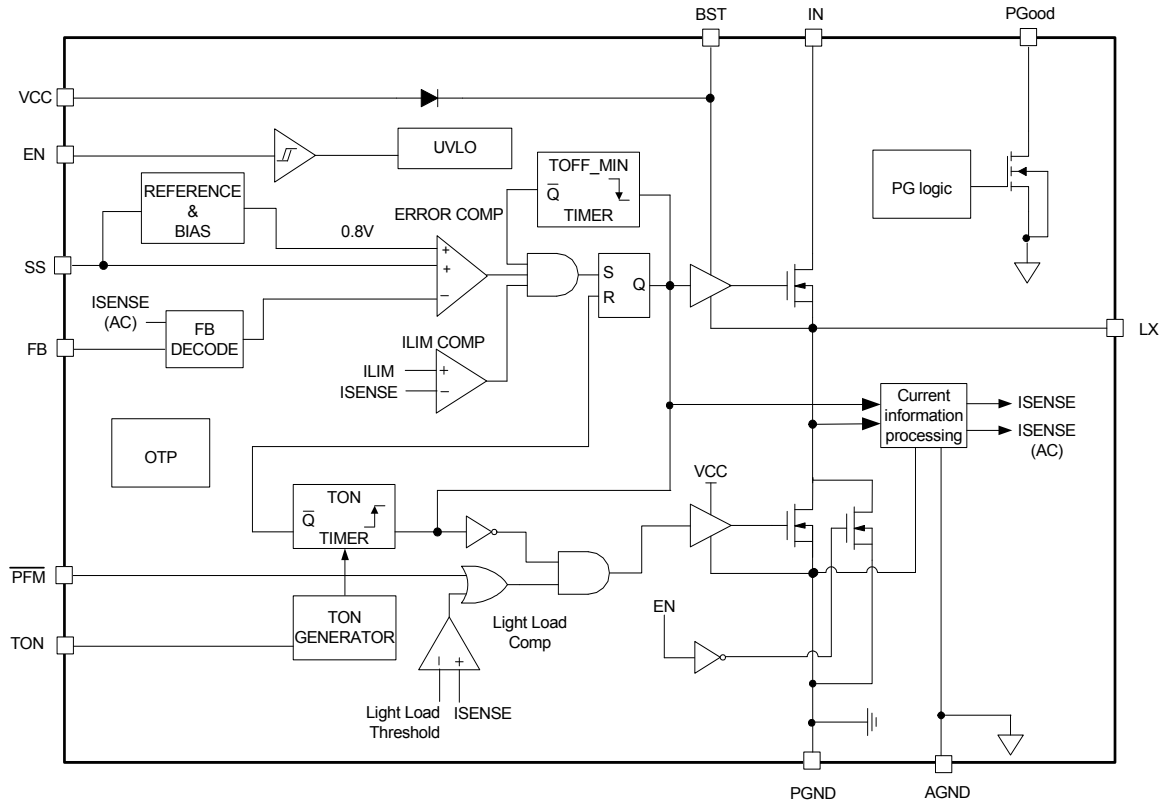 BST
IN
PGood
VCC
EN
UVLO
TOFF_MIN
Q̅
TIMER
PG logic
REFERENCE
&
BIAS
ERROR COMP
0.8V
+
+
−
SS
S
R
Q
ISENSE
(AC)
FB
DECODE
FB
LX
ILIM COMP
ILIM
ISENSE
+
−
Current
information
processing
ISENSE
ISENSE
(AC)
OTP
VCC
TON
Q̅
TIMER
P̅F̅M̅
TON
GENERATOR
TON
Light Load
Comp
EN
− +
Light Load
Threshold
ISENSE
PGND
AGND